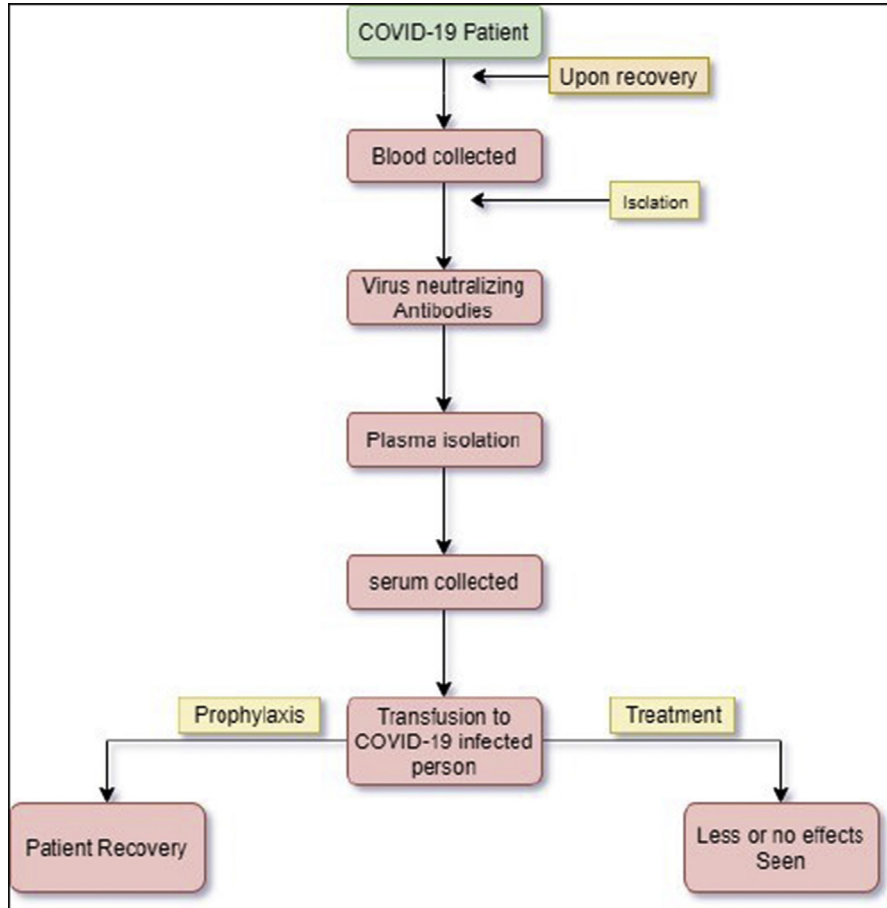 COVID-19 Patient
Upon recovery
Blood collected
Isolation
Virus neutralizing
Antibodies
Plasma isolation
serum collected
Prophylaxis
Transfusion to
COVID-19 infected
person
Treatment
Patient Recovery
Less or no effects
Seen